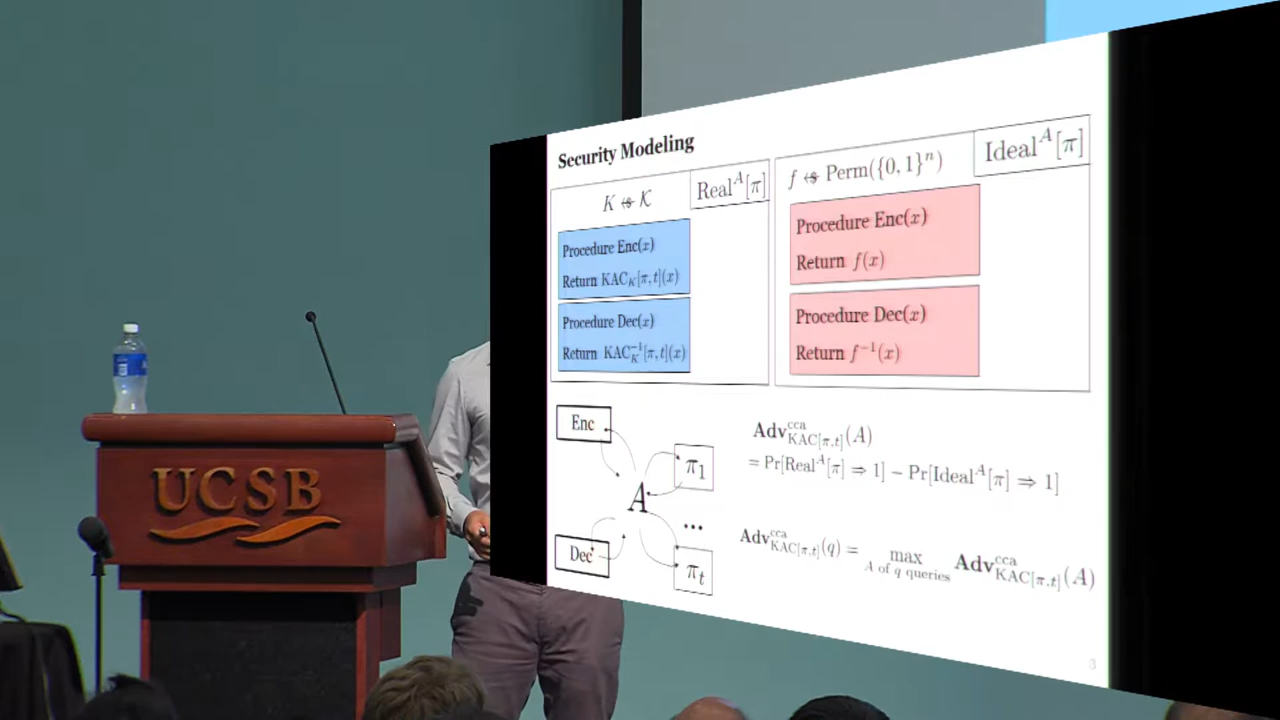 Security Modeling
K ↞$ 𝒦
Real^A[π]
Procedure Enc(x)
Return KAC_K[π,t](x)
Procedure Dec(x)
Return KAC_K^{-1}[π,t](x)
f ↞$ Perm({0,1}^n)
Ideal^A[π]
Procedure Enc(x)
Return f(x)
Procedure Dec(x)
Return f^{-1}(x)
Enc
π_1
A
...
Dec
π_t
Adv^{cca}_{KAC[π,t]}(A)
= Pr[Real^A[π] ⇒ 1] − Pr[Ideal^A[π] ⇒ 1]
Adv^{cca}_{KAC[π,t]}(q) = max_{A of q queries} Adv^{cca}_{KAC[π,t]}(A)
3
UCSB